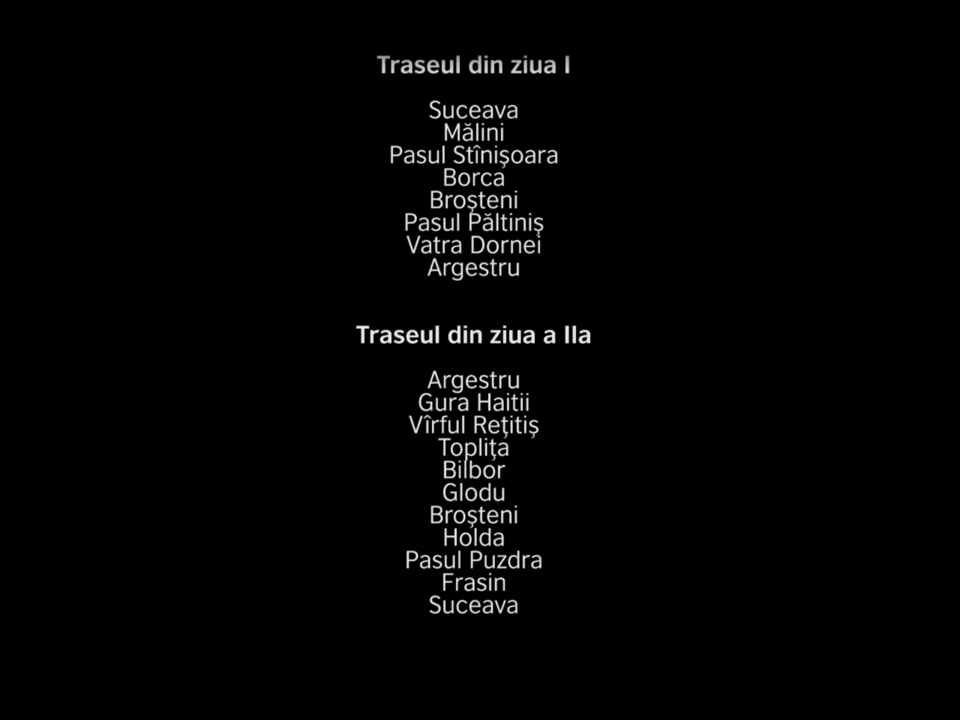 Traseul din ziua I
Suceava
Mălini
Pasul Stînişoara
Borca
Broşteni
Pasul Păltiniş
Vatra Dornei
Argestru
Traseul din ziua a IIa
Argestru
Gura Haitii
Vîrful Reţitiş
Topliţa
Bilbor
Glodu
Broşteni
Holda
Pasul Puzdra
Frasin
Suceava